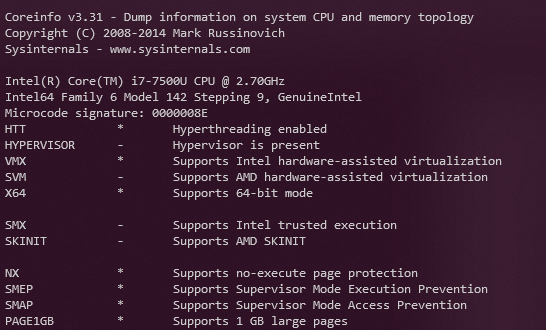 Coreinfo v3.31 - Dump information on system CPU and memory topology
Copyright (C) 2008-2014 Mark Russinovich
Sysinternals - www.sysinternals.com
Intel(R) Core(TM) i7-7500U CPU @ 2.70GHz
Intel64 Family 6 Model 142 Stepping 9, GenuineIntel
Microcode signature: 0000008E
HTT * Hyperthreading enabled
HYPERVISOR - Hypervisor is present
VMX * Supports Intel hardware-assisted virtualization
SVM - Supports AMD hardware-assisted virtualization
X64 * Supports 64-bit mode
SMX - Supports Intel trusted execution
SKINIT - Supports AMD SKINIT
NX * Supports no-execute page protection
SMEP * Supports Supervisor Mode Execution Prevention
SMAP * Supports Supervisor Mode Access Prevention
PAGE1GB * Supports 1 GB large pages